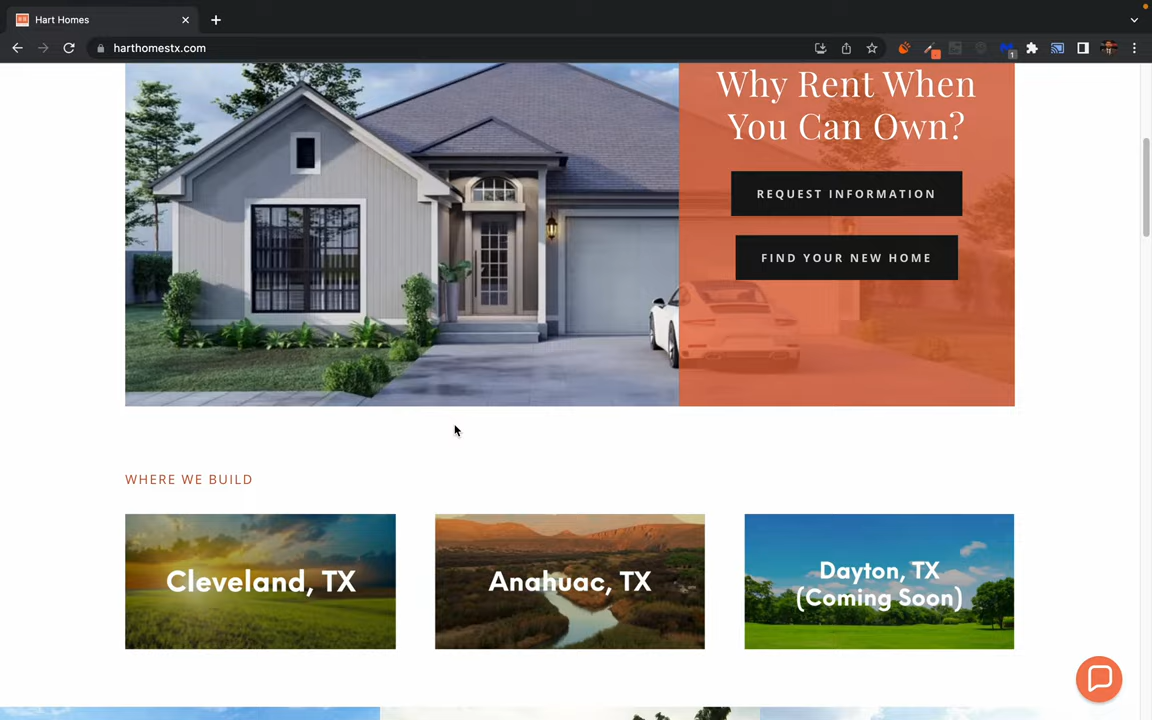 Hart Homes
harthomestx.com
1
Why Rent When
You Can Own?
REQUEST INFORMATION
FIND YOUR NEW HOME
WHERE WE BUILD
Cleveland, TX
Anahuac, TX
Dayton, TX
(Coming Soon)